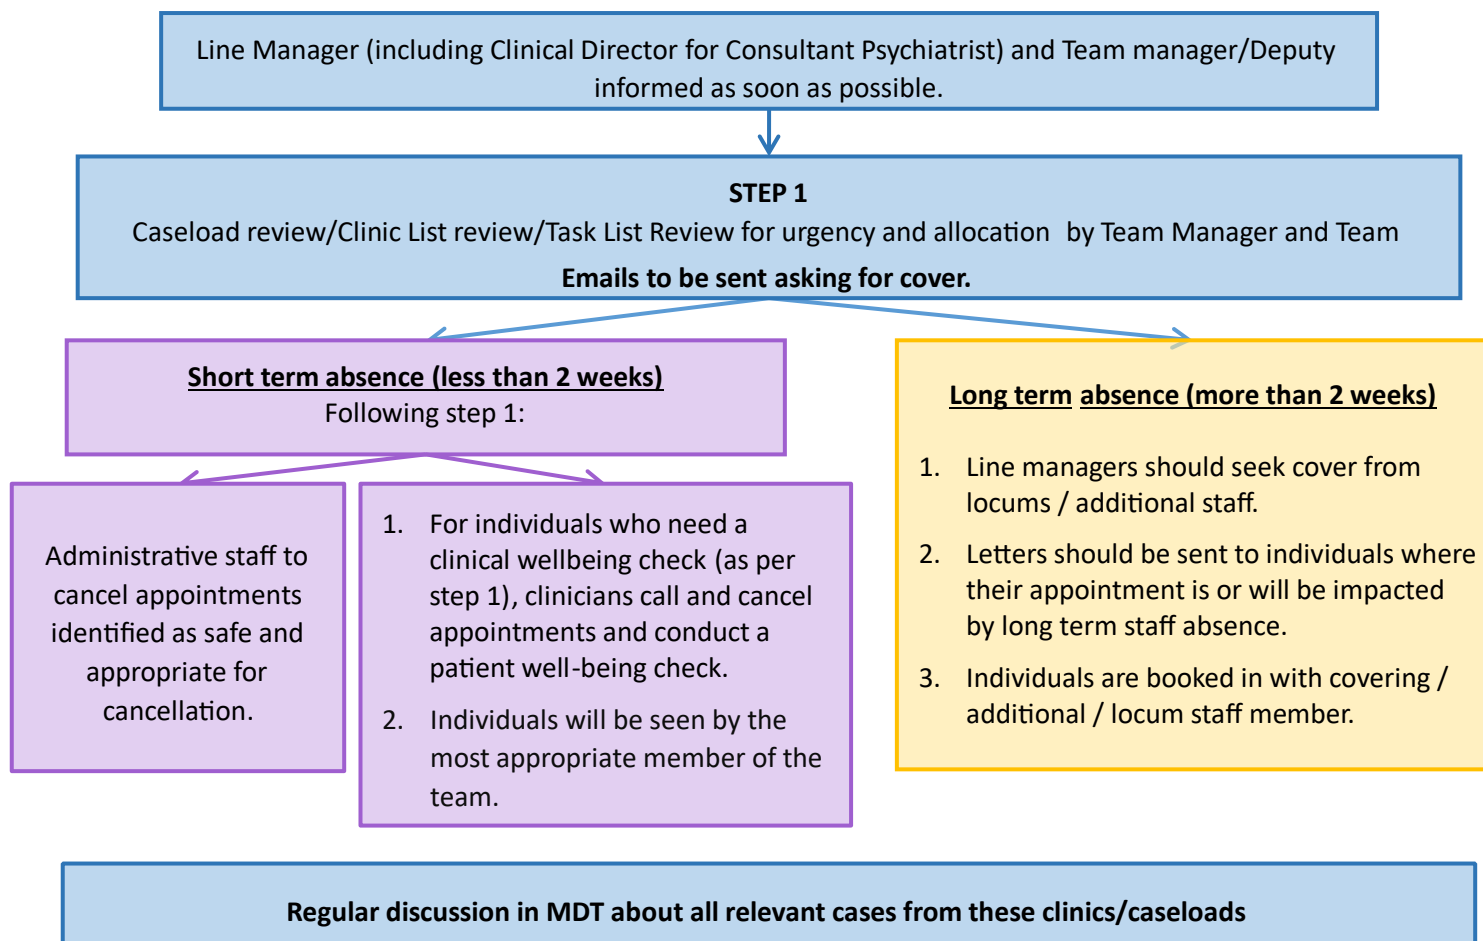 Line Manager (including Clinical Director for Consultant Psychiatrist) and Team manager/Deputy
informed as soon as possible.
STEP 1
Caseload review/Clinic List review/Task List Review for urgency and allocation by Team Manager and Team
Emails to be sent asking for cover.
Short term absence (less than 2 weeks)
Following step 1:
Administrative staff to
cancel appointments
identified as safe and
appropriate for
cancellation.
1. For individuals who need a
clinical wellbeing check (as per
step 1), clinicians call and cancel
appointments and conduct a
patient well-being check.
2. Individuals will be seen by the
most appropriate member of the
team.
Long term absence (more than 2 weeks)
1. Line managers should seek cover from
locums / additional staff.
2. Letters should be sent to individuals where
their appointment is or will be impacted
by long term staff absence.
3. Individuals are booked in with covering /
additional / locum staff member.
Regular discussion in MDT about all relevant cases from these clinics/caseloads